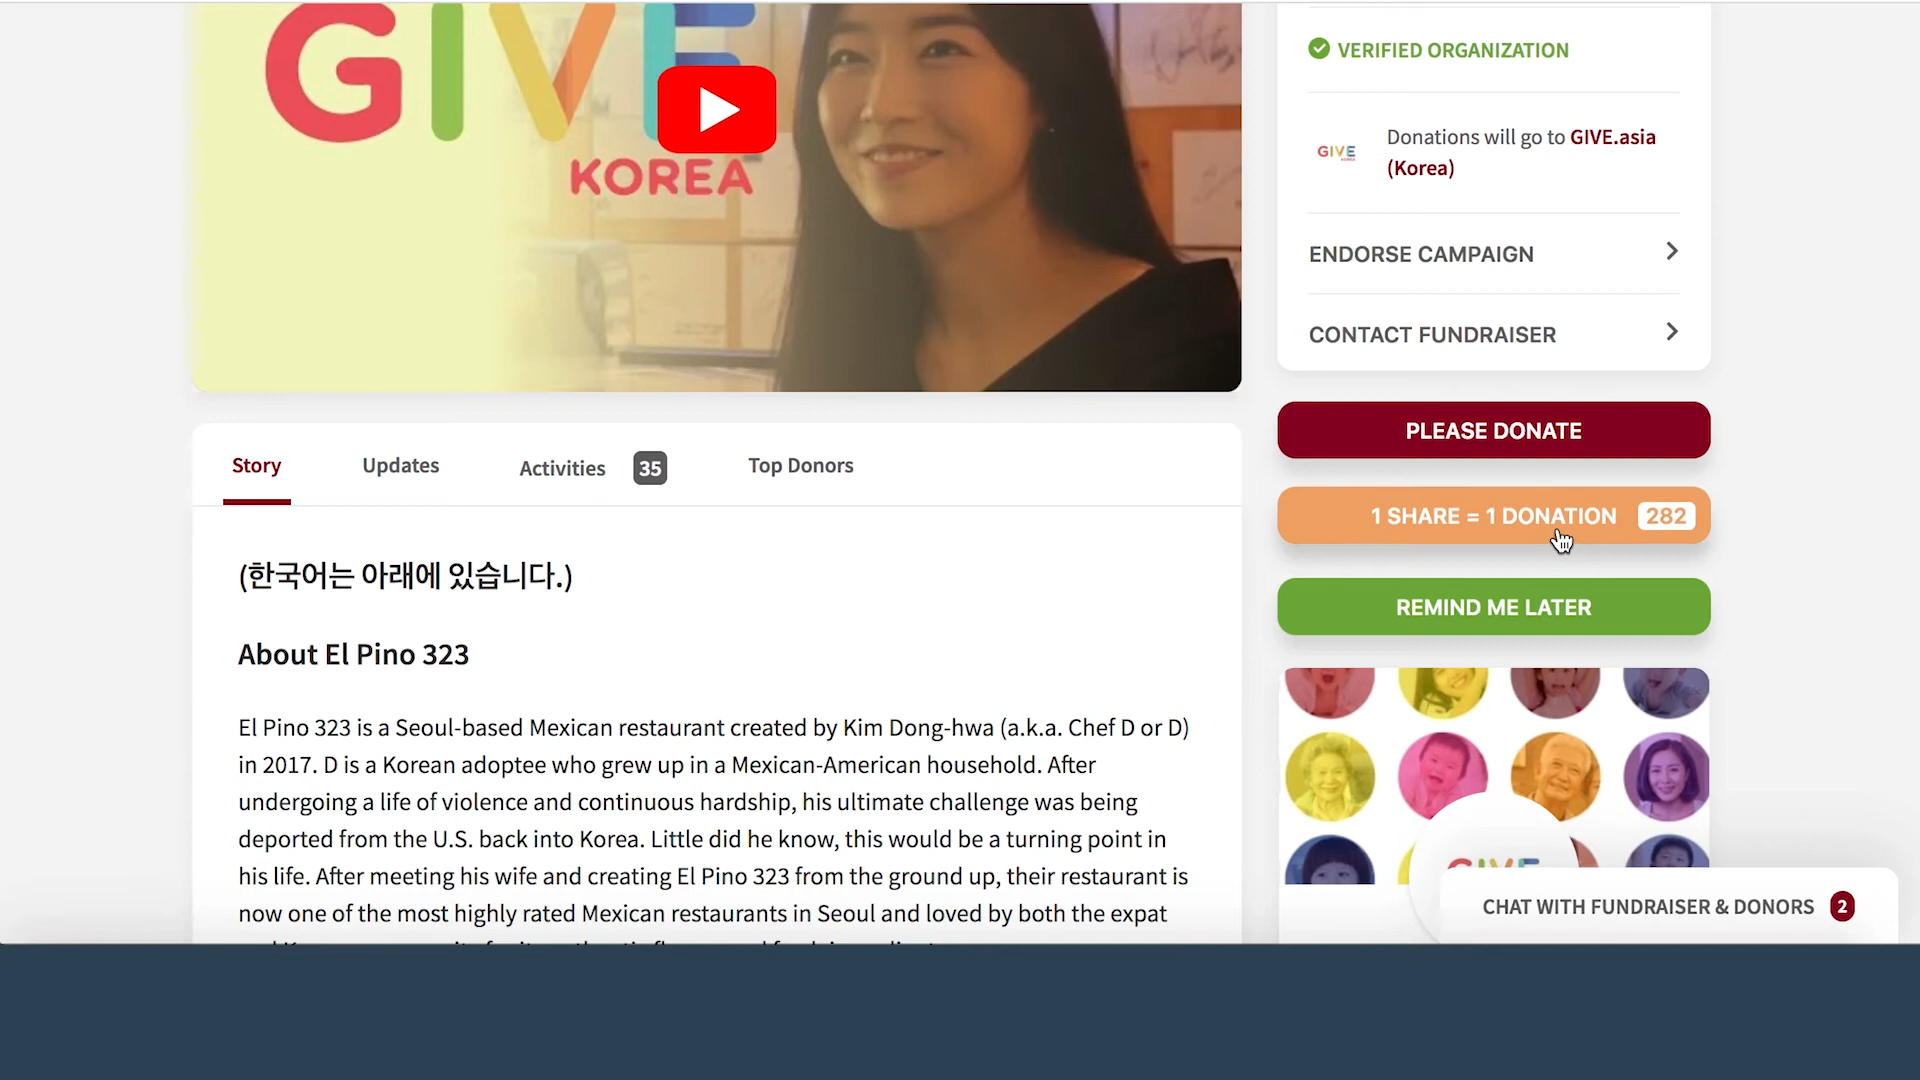 GIVE
KOREA
VERIFIED ORGANIZATION
GIVE
Donations will go to GIVE.asia
(Korea)
ENDORSE CAMPAIGN
CONTACT FUNDRAISER
PLEASE DONATE
1 SHARE = 1 DONATION 282
REMIND ME LATER
Story Updates Activities 35 Top Donors
(한국어는 아래에 있습니다.)
About El Pino 323
El Pino 323 is a Seoul-based Mexican restaurant created by Kim Dong-hwa (a.k.a. Chef D or D)
in 2017. D is a Korean adoptee who grew up in a Mexican-American household. After
undergoing a life of violence and continuous hardship, his ultimate challenge was being
deported from the U.S. back into Korea. Little did he know, this would be a turning point in
his life. After meeting his wife and creating El Pino 323 from the ground up, their restaurant is
now one of the most highly rated Mexican restaurants in Seoul and loved by both the expat
GIVE
CHAT WITH FUNDRAISER & DONORS 2